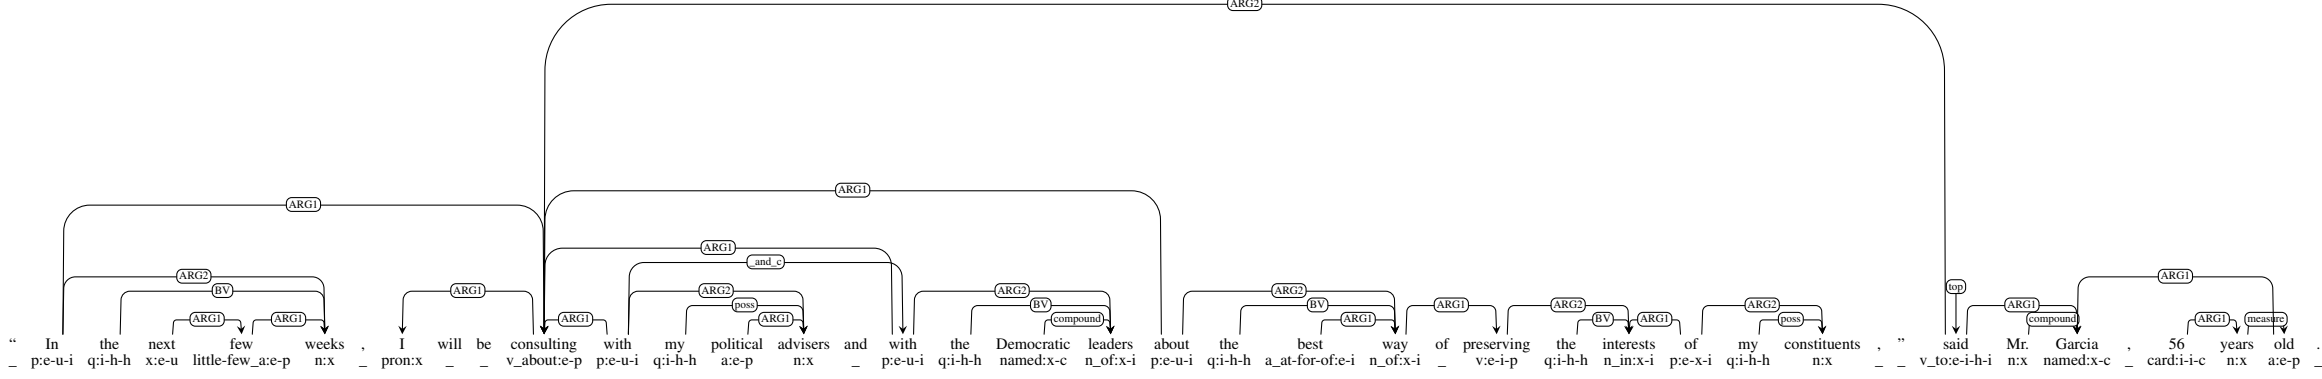 ARG2
ARG1
ARG1
ARG1
_and_c
ARG2 ARG1
BV ARG1 ARG2 ARG2 ARG2 ARG2 ARG2 top
poss BV BV ARG1 ARG2 ARG1
ARG1 ARG1 ARG1 ARG1 compound ARG1 BV ARG1 poss compound ARG1 measure
“ In the next few weeks , I will be consulting with my political advisers and with the Democratic leaders about the best way of preserving the interests of my constituents , ” said Mr. Garcia , 56 years old .
_ p:e-u-i q:i-h-h x:e-u little-few_a:e-p n:x _ pron:x _ _ v_about:e-p p:e-u-i q:i-h-h a:e-p n:x _ p:e-u-i q:i-h-h named:x-c n_of:x-i p:e-u-i q:i-h-h a_at-for-of:e-i n_of:x-i _ v:e-i-p q:i-h-h n_in:x-i p:e-x-i q:i-h-h n:x _ _ v_to:e-i-h-i n:x named:x-c _ card:i-i-c n:x a:e-p _